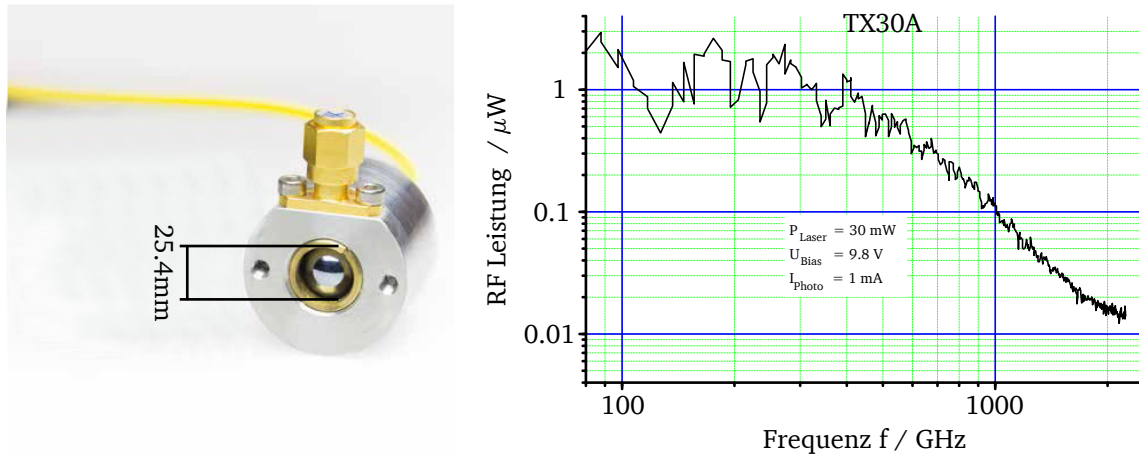 25.4mm
TX30A
RF Leistung / μW
1
0.1
0.01
P_Laser = 30 mW
U_Bias = 9.8 V
I_Photo = 1 mA
100
1000
Frequenz f / GHz